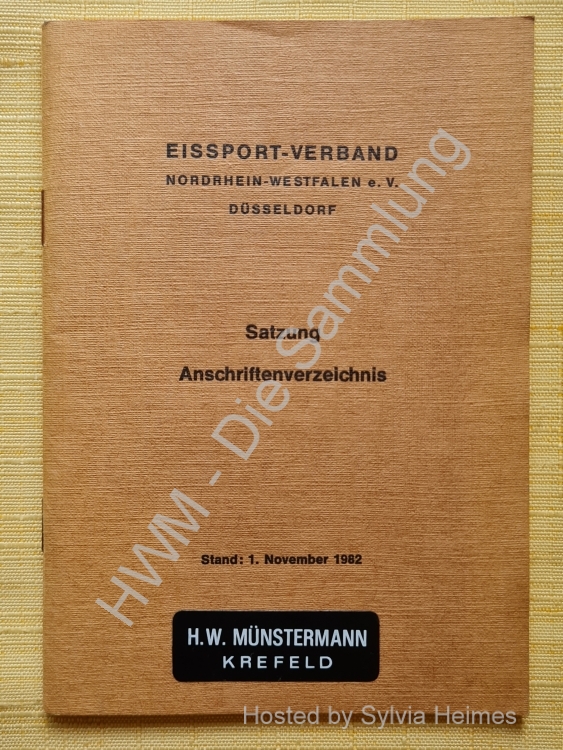 EISSPORT-VERBAND
NORDRHEIN-WESTFALEN e. V.
DÜSSELDORF
Satzung
Anschriftenverzeichnis
Stand: 1. November 1982
H.W. MÜNSTERMANN
KREFELD
HWM - Die Sammlung
Hosted by Sylvia Heimes